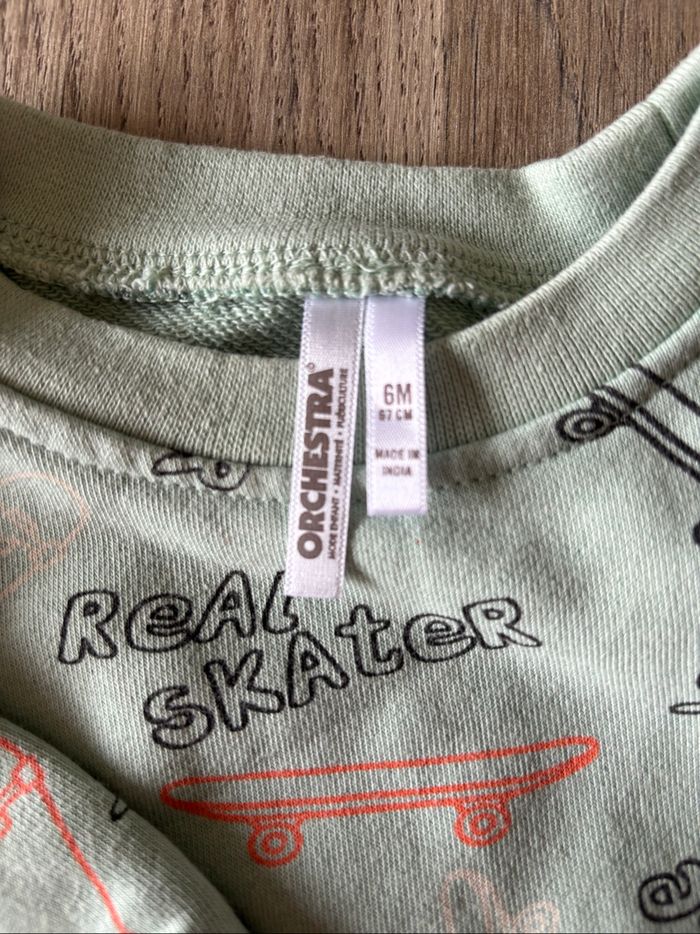 ORCHESTRA
MODE ENFANT • MATERNITÉ • PUÉRICULTURE
6M
67 CM
MADE IN
INDIA
REAL
SKATER